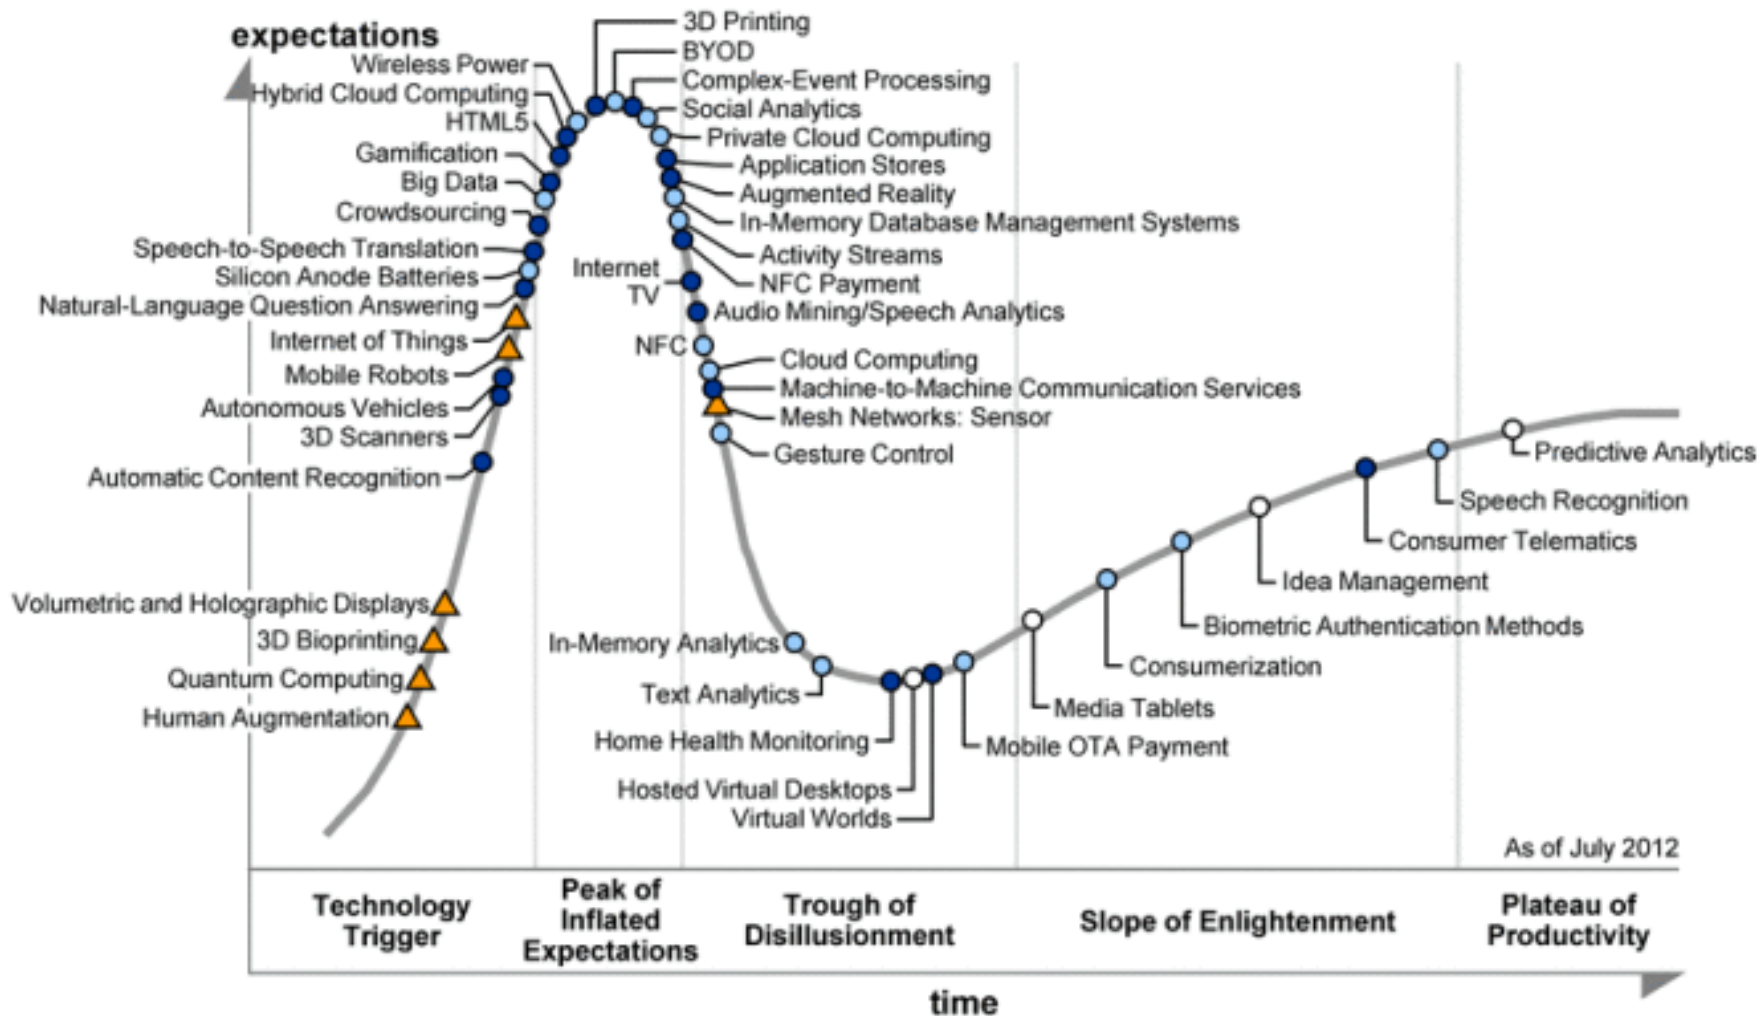 expectations
3D Printing
BYOD
Wireless Power
Complex-Event Processing
Hybrid Cloud Computing
Social Analytics
HTML5
Private Cloud Computing
Gamification
Application Stores
Big Data
Augmented Reality
Crowdsourcing
In-Memory Database Management Systems
Speech-to-Speech Translation
Activity Streams
Silicon Anode Batteries
Internet
TV
NFC Payment
Natural-Language Question Answering
Audio Mining/Speech Analytics
Internet of Things
NFC
Cloud Computing
Mobile Robots
Machine-to-Machine Communication Services
Autonomous Vehicles
Mesh Networks: Sensor
3D Scanners
Gesture Control
Predictive Analytics
Automatic Content Recognition
Speech Recognition
Consumer Telematics
Idea Management
Volumetric and Holographic Displays
Biometric Authentication Methods
3D Bioprinting
In-Memory Analytics
Consumerization
Quantum Computing
Text Analytics
Media Tablets
Human Augmentation
Home Health Monitoring
Mobile OTA Payment
Hosted Virtual Desktops
Virtual Worlds
As of July 2012
Technology
Trigger
Peak of
Inflated
Expectations
Trough of
Disillusionment
Slope of Enlightenment
Plateau of
Productivity
time